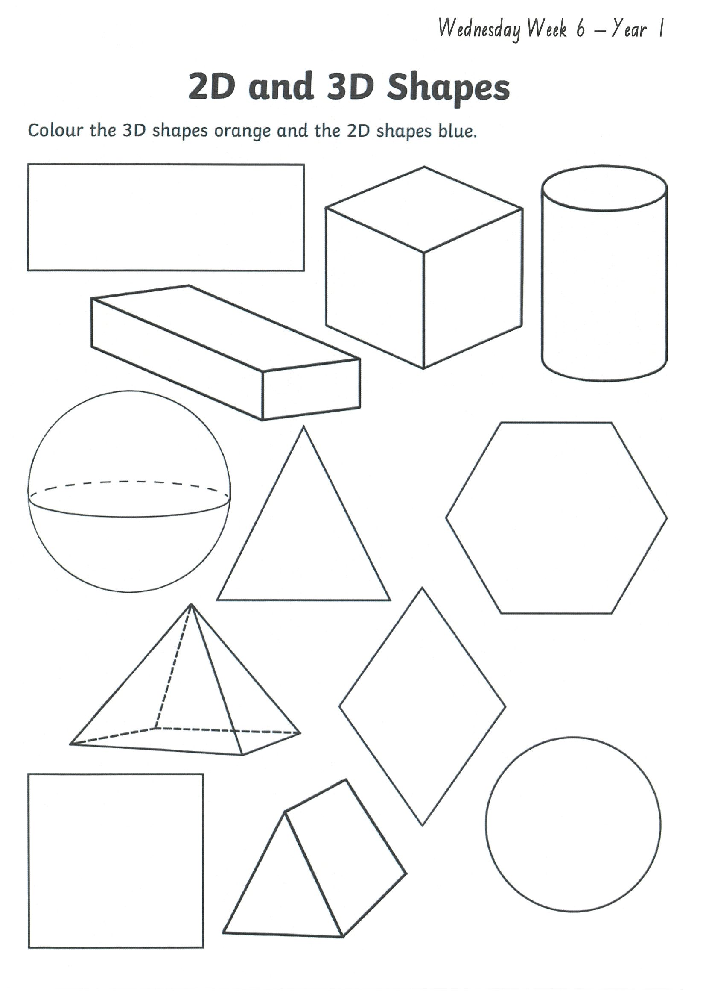 Wednesday Week 6 – Year 1
2D and 3D Shapes
Colour the 3D shapes orange and the 2D shapes blue.